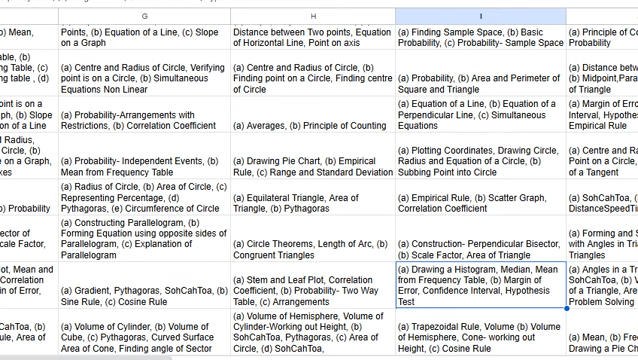 G H I
b) Mean,
Points, (b) Equation of a Line, (c) Slope
on a Graph
Distance between Two points, Equation
of Horizontal Line, Point on axis
(a) Finding Sample Space, (b) Basic
Probability, (c) Probability- Sample Space
(a) Principle of Co
Probability
able, (b)
ng Table, (c)
ng table , (d)
(a) Centre and Radius of Circle, Verifying
point is on a Circle, (b) Simultaneous
Equations Non Linear
(a) Centre and Radius of Circle, (b)
Finding point on a Circle, Finding centre
of Circle
(a) Probability, (b) Area and Perimeter of
Square and Triangle
(a) Distance betw
(b) Midpoint,Para
of Triangle
oint is on a
ph, (b) Slope
on of a Line
(a) Probability-Arrangements with
Restrictions, (b) Correlation Coefficient
(a) Averages, (b) Principle of Counting
(a) Equation of a Line, (b) Equation of a
Perpendicular Line, (c) Simultaneous
Equations
(a) Margin of Erro
Interval, Hypothes
Empirical Rule
d Radius,
Circle, (b)
e on a Graph,
xes
(a) Probability- Independent Events, (b)
Mean from Frequency Table
(a) Drawing Pie Chart, (b) Empirical
Rule, (c) Range and Standard Deviation
(a) Plotting Coordinates, Drawing Circle,
Radius and Equation of a Circle, (b)
Subbing Point into Circle
(a) Centre and Ra
Point on a Circle,
of a Tangent
b) Probability
(a) Radius of Circle, (b) Area of Circle, (c)
Representing Percentage, (d)
Pythagoras, (e) Circumference of Circle
(a) Equilateral Triangle, Area of
Triangle, (b) Pythagoras
(a) Empirical Rule, (b) Scatter Graph,
Correlation Coefficient
(a) SohCahToa, (
DistanceSpeedTim
ector of
cale Factor,
(a) Constructing Parallelogram, (b)
Forming Equation using opposite sides of
Parallelogram, (c) Explanation of
Parallelogram
(a) Circle Theorems, Length of Arc, (b)
Congruent Triangles
(a) Construction- Perpendicular Bisector,
(b) Scale Factor, Area of Triangle
(a) Forming and S
with Angles in Tria
Triangles
ot, Mean and
Correlation
in of Error,
(a) Gradient, Pythagoras, SohCahToa, (b)
Sine Rule, (c) Cosine Rule
(a) Stem and Leaf Plot, Correlation
Coefficient, (b) Probability- Two Way
Table, (c) Arrangements
(a) Drawing a Histogram, Median, Mean
from Frequency Table, (b) Margin of
Error, Confidence Interval, Hypothesis
Test
(a) Angles in a Tri
SohCahToa, (b) V
of a Triangle, Area
Problem Solving
CahToa, (b)
ule, Area of
(a) Volume of Cylinder, (b) Volume of
Cube, (c) Pythagoras, Curved Surface
Area of Cone, Finding angle of Sector
(a) Volume of Hemisphere, Volume of
Cylinder-Working out Height, (b)
SohCahToa, Pythagoras, (c) Area of
Circle, (d) SohCahToa,
(a) Trapezoidal Rule, Volume (b) Volume
of Hemisphere, Cone- working out
Height, (c) Cosine Rule
(a) Mean, (b) Freq
Drawing a Pie Cha